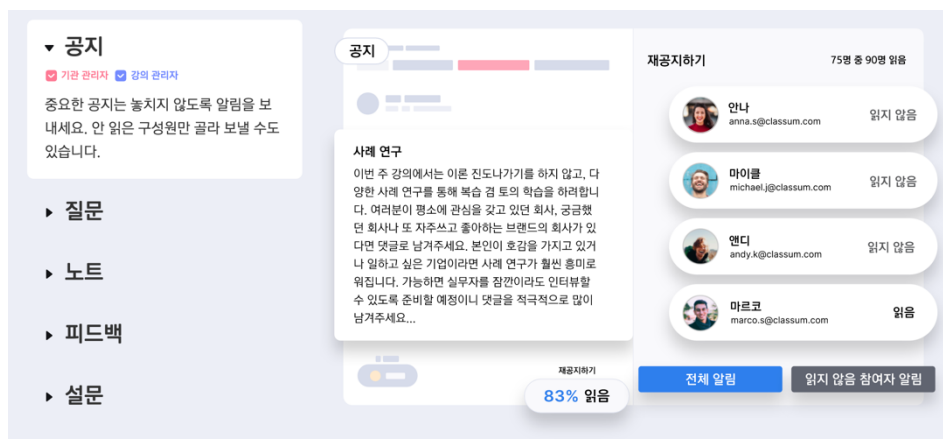 공지
기관 관리자 강의 관리자
중요한 공지는 놓치지 않도록 알림을 보
내세요. 안 읽은 구성원만 골라 보낼 수도
있습니다.
질문
노트
피드백
설문
공지
사례 연구
이번 주 강의에서는 이론 진도나가기를 하지 않고, 다
양한 사례 연구를 통해 복습 겸 토의 학습을 하려합니
다. 여러분이 평소에 관심을 갖고 있던 회사, 궁금했
던 회사나 또 자주쓰고 좋아하는 브랜드의 회사가 있
다면 댓글로 남겨주세요. 본인이 호감을 가지고 있거
나 일하고 싶은 기업이라면 사례 연구가 훨씬 흥미로
워집니다. 가능하면 실무자를 잠깐이라도 인터뷰할
수 있도록 준비할 예정이니 댓글을 적극적으로 많이
남겨주세요...
재공지하기
83% 읽음
재공지하기 75명 중 90명 읽음
안나
anna.s@classum.com 읽지 않음
마이클
michael.j@classum.com 읽지 않음
앤디
andy.k@classum.com 읽지 않음
마르코
marco.s@classum.com 읽음
전체 알림 읽지 않음 참여자 알림